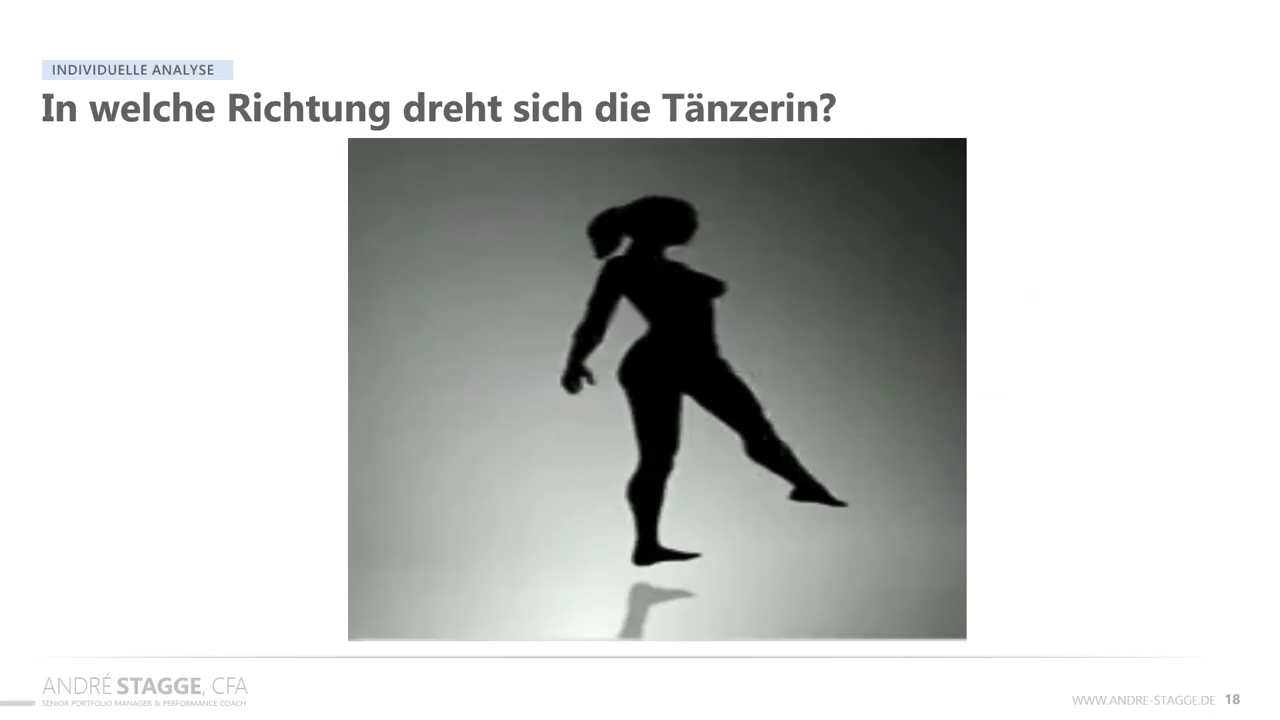 INDIVIDUELLE ANALYSE
In welche Richtung dreht sich die Tänzerin?
ANDRÉ STAGGE, CFA
SENIOR PORTFOLIO MANAGER & PERFORMANCE COACH
WWW.ANDRE-STAGGE.DE 18